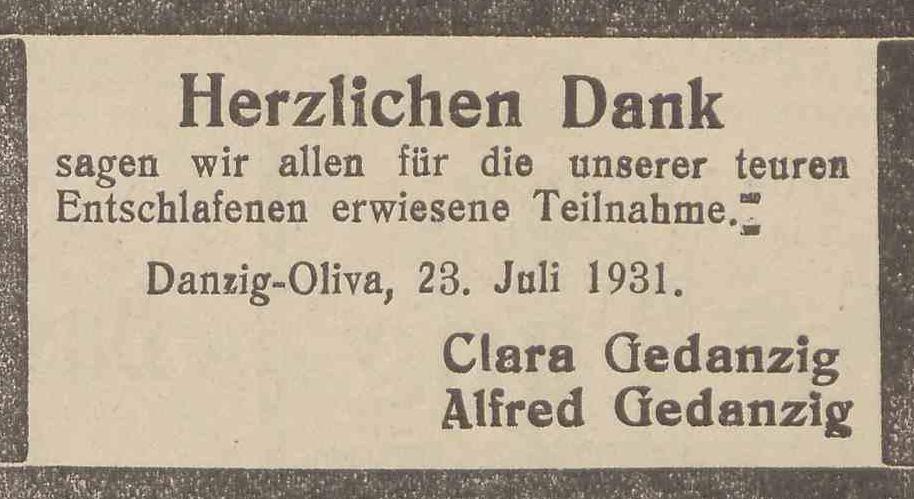 Herzlichen Dank
sagen wir allen für die unserer teuren
Entschlafenen erwiesene Teilnahme.
Danzig-Oliva, 23. Juli 1931.
Clara Gedanzig
Alfred Gedanzig